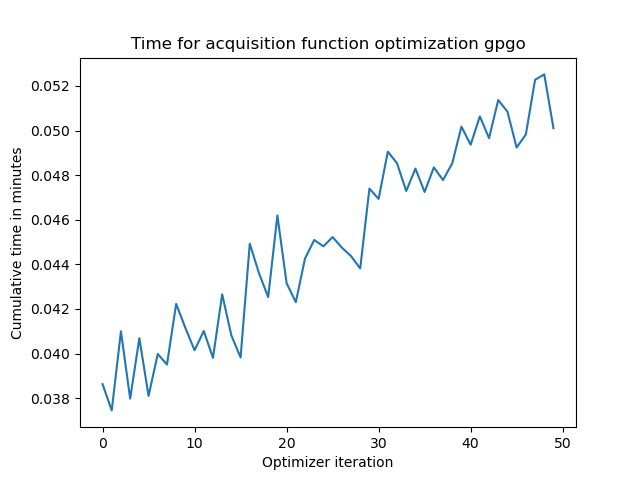 Time for acquisition function optimization gpgo
Cumulative time in minutes
0.052
0.050
0.048
0.046
0.044
0.042
0.040
0.038
0 10 20 30 40 50
Optimizer iteration